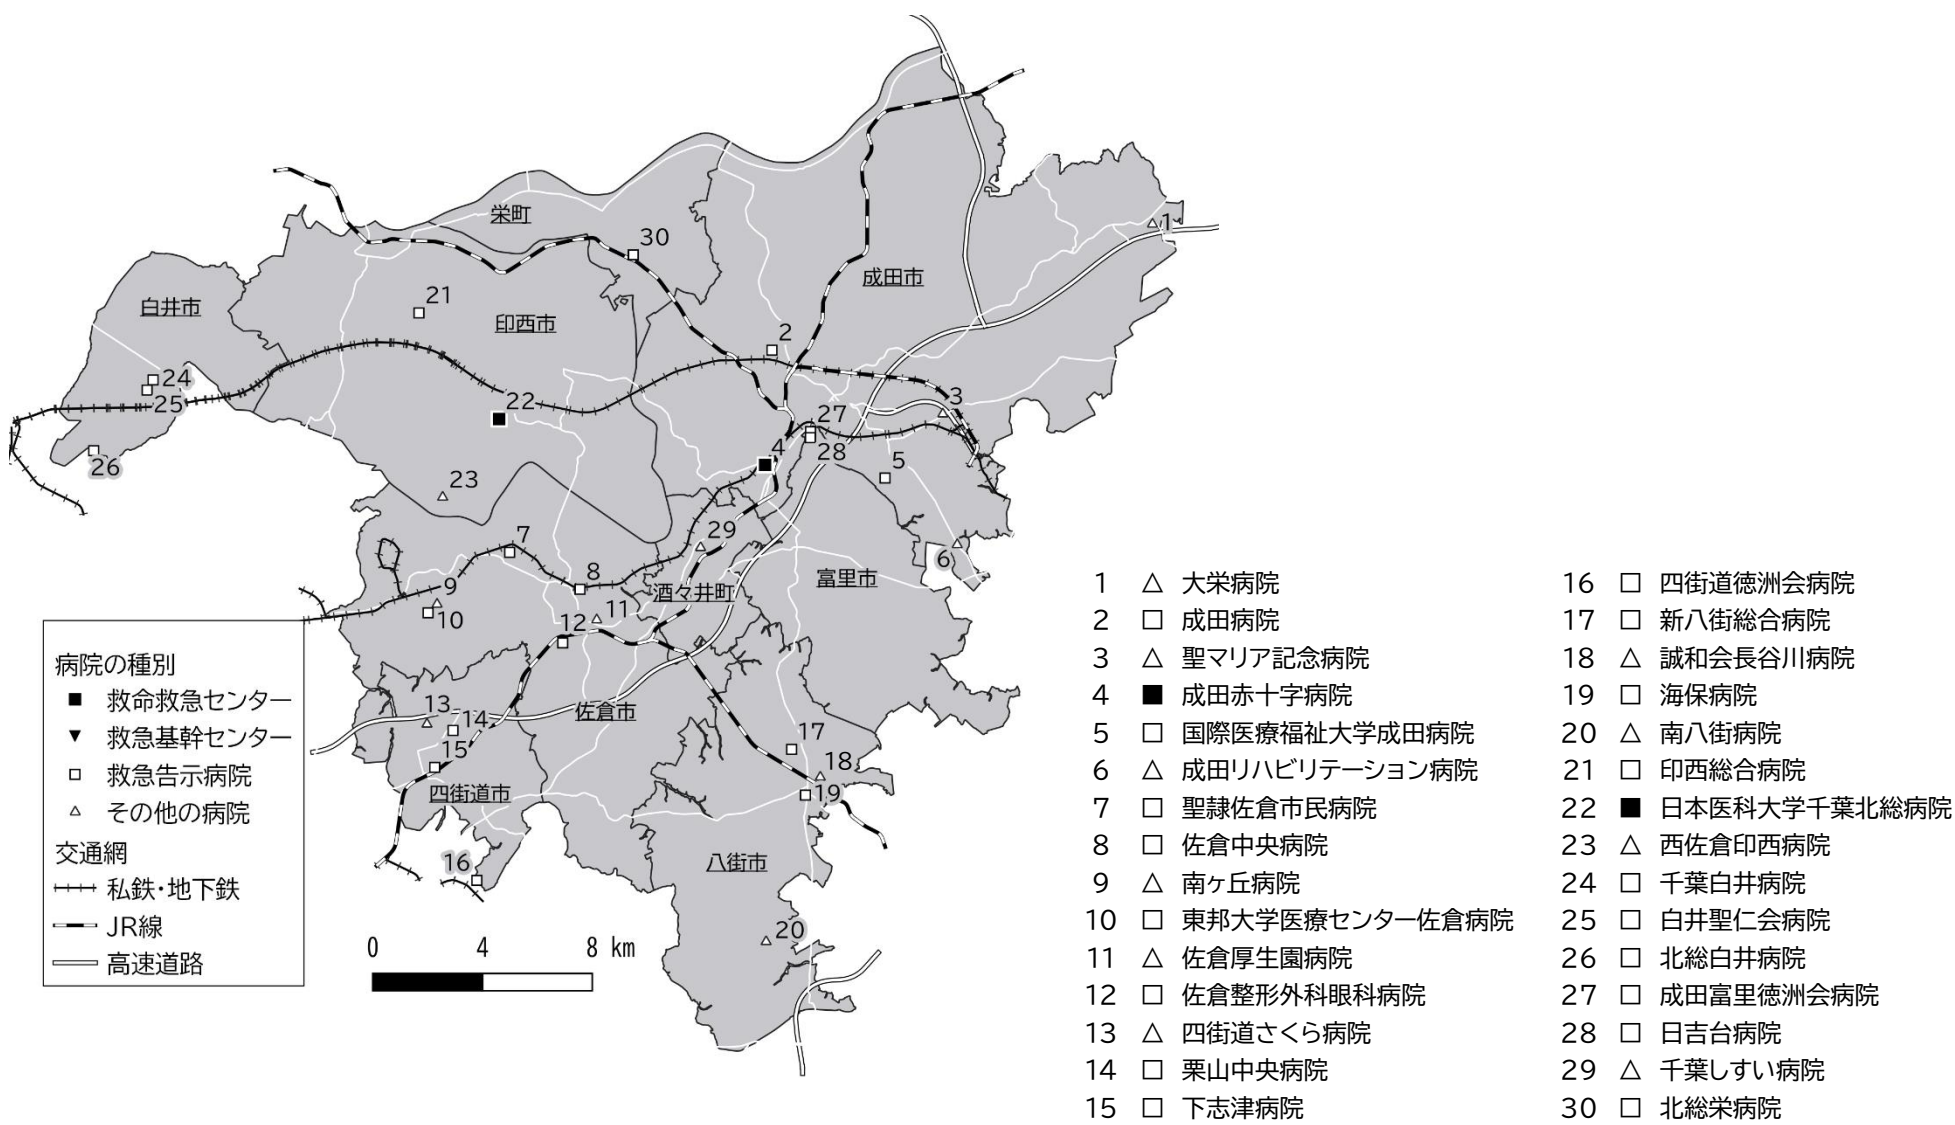 1
栄町
30
成田市
白井市
21
印西市
2
24
25
22
3
27
28
4
5
26
23
29
6
7
8
富里市
酒々井町
9
10
11
12
佐倉市
13
14
15
17
18
19
四街道市
16
八街市
20
病院の種別
■ 救命救急センター
▼ 救急基幹センター
□ 救急告示病院
△ その他の病院
交通網
私鉄・地下鉄
JR線
高速道路
0 4 8 km
1 △ 大栄病院
2 □ 成田病院
3 △ 聖マリア記念病院
4 ■ 成田赤十字病院
5 □ 国際医療福祉大学成田病院
6 △ 成田リハビリテーション病院
7 □ 聖隷佐倉市民病院
8 □ 佐倉中央病院
9 △ 南ヶ丘病院
10 □ 東邦大学医療センター佐倉病院
11 △ 佐倉厚生園病院
12 □ 佐倉整形外科眼科病院
13 △ 四街道さくら病院
14 □ 栗山中央病院
15 □ 下志津病院
16 □ 四街道徳洲会病院
17 □ 新八街総合病院
18 △ 誠和会長谷川病院
19 □ 海保病院
20 △ 南八街病院
21 □ 印西総合病院
22 ■ 日本医科大学千葉北総病院
23 △ 西佐倉印西病院
24 □ 千葉白井病院
25 □ 白井聖仁会病院
26 □ 北総白井病院
27 □ 成田富里徳洲会病院
28 □ 日吉台病院
29 △ 千葉しすい病院
30 □ 北総栄病院